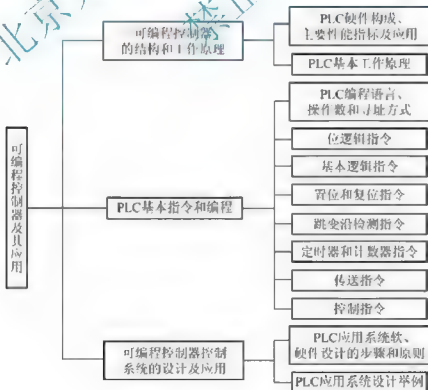 北京
禁
可编程控制器
的结构和工作原理
PLC硬件构成、
主要性能指标及应用
PLC基本工作原理
可编程控制器及其应用
PLC基本指令和编程
PLC编程语言、
操作数和寻址方式
位逻辑指令
基本逻辑指令
置位和复位指令
跳变沿检测指令
定时器和计数器指令
传送指令
控制指令
可编程控制器控制
系统的设计及应用
PLC应用系统软、
硬件设计的步骤和原则
PLC应用系统设计举例